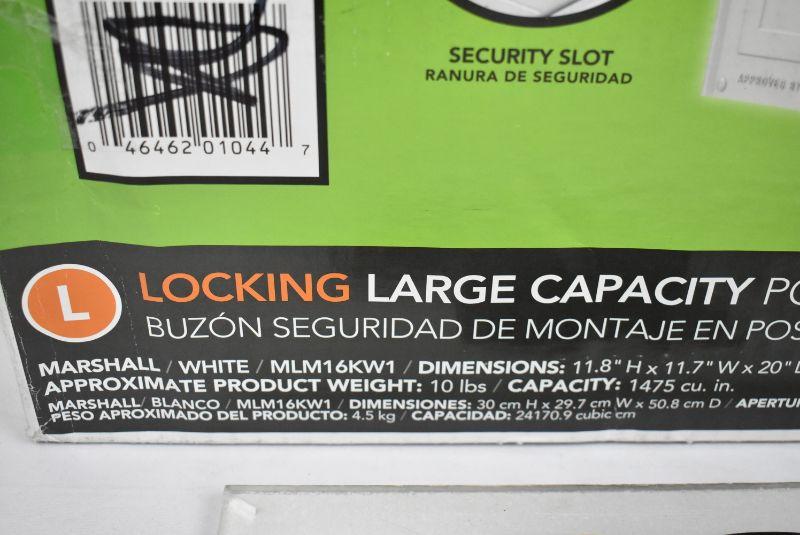 SECURITY SLOT
RANURA DE SEGURIDAD
APPROVED
0 46462 01044 7
L
LOCKING LARGE CAPACITY
BUZÓN SEGURIDAD DE MONTAJE EN
MARSHALL / WHITE / MLM16KW1 / DIMENSIONS: 11.8" H x 11.7" W x 20"
APPROXIMATE PRODUCT WEIGHT: 10 lbs / CAPACITY: 1475 cu. in.
MARSHALL/ BLANCO / MLM16KW1 / DIMENSIONES: 30 cm H x 29.7 cm W x 50.8 cm D /
PESO APROXIMADO DEL PRODUCTO: 4.5 kg / CAPACIDAD: 24170.9 cubic cm